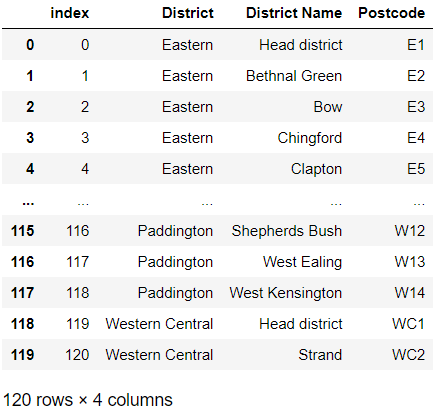 index District District Name Postcode
0 0 Eastern Head district E1
1 1 Eastern Bethnal Green E2
2 2 Eastern Bow E3
3 3 Eastern Chingford E4
4 4 Eastern Clapton E5
... ... ... ... ...
115 116 Paddington Shepherds Bush W12
116 117 Paddington West Ealing W13
117 118 Paddington West Kensington W14
118 119 Western Central Head district WC1
119 120 Western Central Strand WC2
120 rows × 4 columns